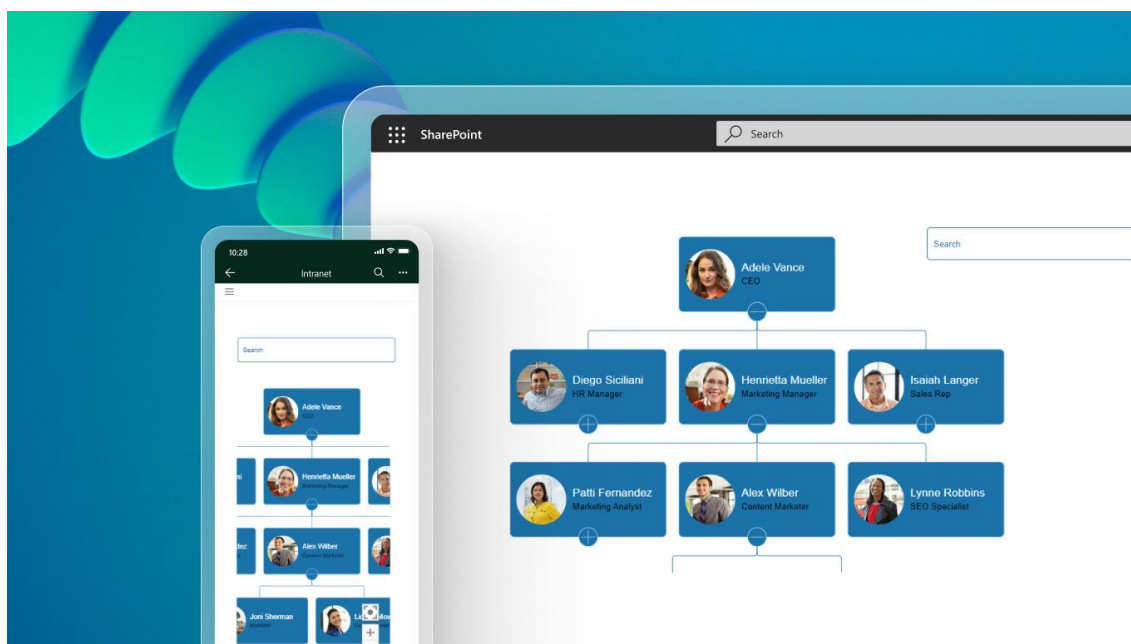 SharePoint
Search
Search
Adele Vance
CEO
Diego Siciliani
HR Manager
Henrietta Mueller
Marketing Manager
Isaiah Langer
Sales Rep
Patti Fernandez
Marketing Analyst
Alex Wilber
Content Marketer
Lynne Robbins
SEO Specialist
10:28
Intranet
Search
Adele Vance
CEO
Henrietta Mueller
Marketing Manager
Alex Wilber
Content Marketer
Joni Sherman
Marketer